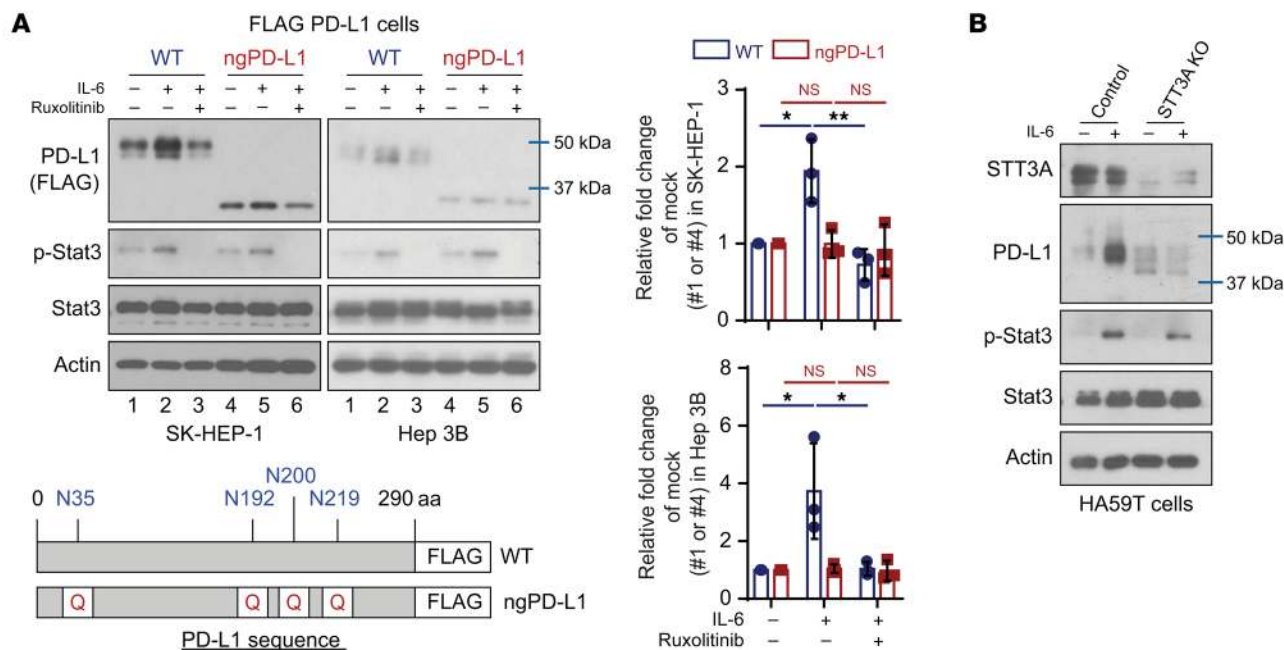 A
FLAG PD-L1 cells
WT ngPD-L1 WT ngPD-L1
IL-6 – + + – + + – + + – + +
Ruxolitinib – – + – – + – – + – – +
PD-L1
(FLAG)
50 kDa
37 kDa
p-Stat3
Stat3
Actin
1 2 3 4 5 6 1 2 3 4 5 6
SK-HEP-1 Hep 3B
0 N35 N192 N200 N219 290 aa
FLAG WT
Q Q Q Q FLAG ngPD-L1
PD-L1 sequence
WT ngPD-L1
Relative fold change
of mock
(#1 or #4) in SK-HEP-1
3
2
1
0
NS NS
* **
Relative fold change
of mock
(#1 or #4) in Hep 3B
8
6
4
2
0
NS NS
* *
IL-6 – + +
Ruxolitinib – – +
B
Control STT3A KO
IL-6 – + – +
STT3A
PD-L1
50 kDa
37 kDa
p-Stat3
Stat3
Actin
HA59T cells